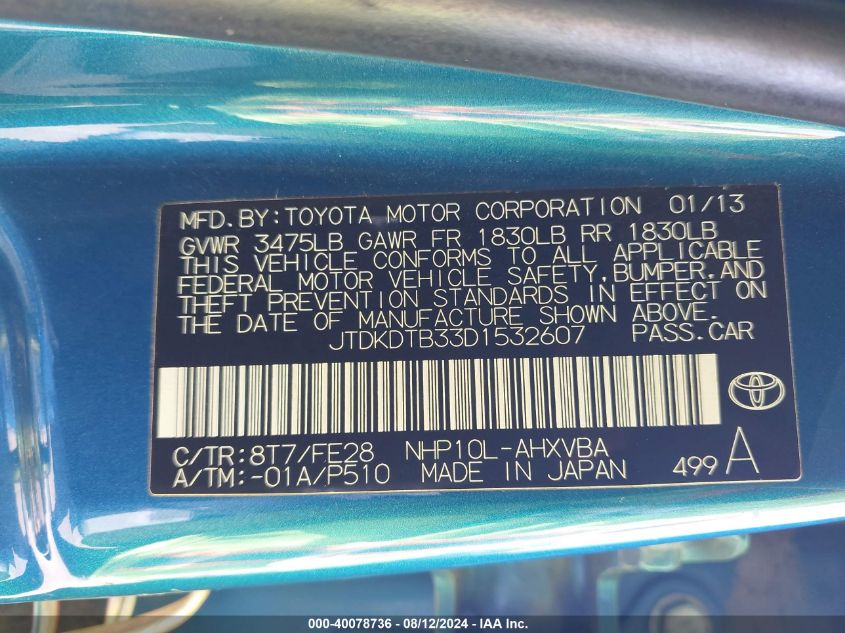 MFD. BY: TOYOTA MOTOR CORPORATION 01/13
GVWR 3475LB GAWR FR 1830LB RR 1830LB
THIS VEHICLE CONFORMS TO ALL APPLICABLE
FEDERAL MOTOR VEHICLE SAFETY, BUMPER, AND
THEFT PREVENTION STANDARDS IN EFFECT ON
THE DATE OF MANUFACTURE SHOWN ABOVE.
JTDKDTB33D1532607 PASS. CAR
C/TR: 8T7/FE28 NHP10L-AHXVBA
A/TM: -01A/P510 MADE IN JAPAN 499 A
000-40078736 - 08/12/2024 - IAA Inc.